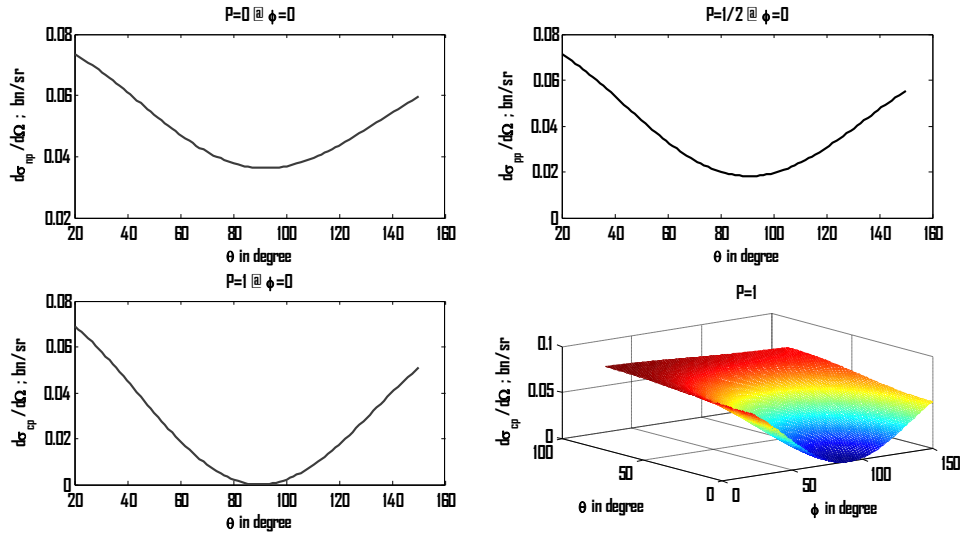 P=0 @ ϕ=0
dσnp/dΩ ; bn/sr
0.08
0.06
0.04
0.02
20 40 60 80 100 120 140 160
θ in degree
P=1/2 @ ϕ=0
dσpp/dΩ ; bn/sr
0.08
0.06
0.04
0.02
0
20 40 60 80 100 120 140 160
θ in degree
P=1 @ ϕ=0
dσcp/dΩ ; bn/sr
0.08
0.06
0.04
0.02
0
20 40 60 80 100 120 140 160
θ in degree
P=1
dσcp/dΩ ; bn/sr
0.1
0.05
0
100
50
0
θ in degree
0
50
100
150
ϕ in degree